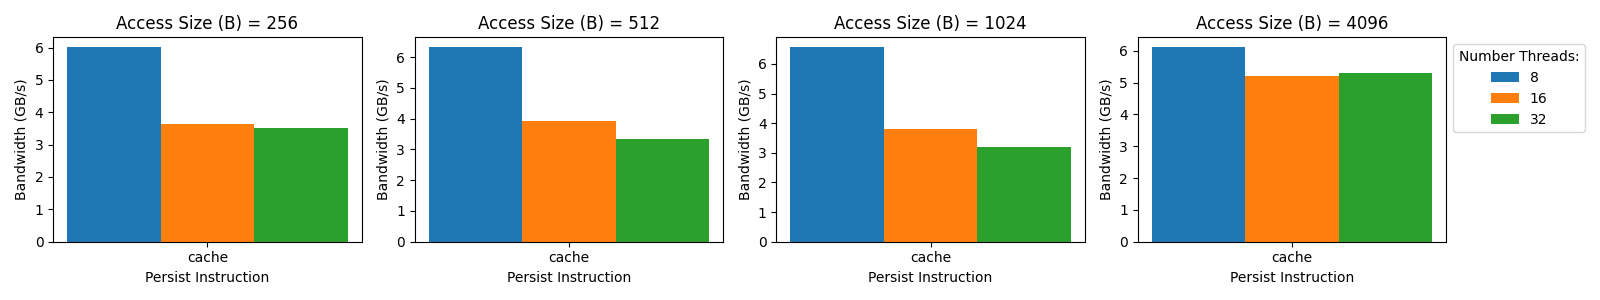 Access Size (B) = 256
6
5
4
3
2
1
0
Bandwidth (GB/s)
cache
Persist Instruction
Access Size (B) = 512
6
5
4
3
2
1
0
Bandwidth (GB/s)
cache
Persist Instruction
Access Size (B) = 1024
6
5
4
3
2
1
0
Bandwidth (GB/s)
cache
Persist Instruction
Access Size (B) = 4096
6
5
4
3
2
1
0
Bandwidth (GB/s)
cache
Persist Instruction
Number Threads:
8
16
32